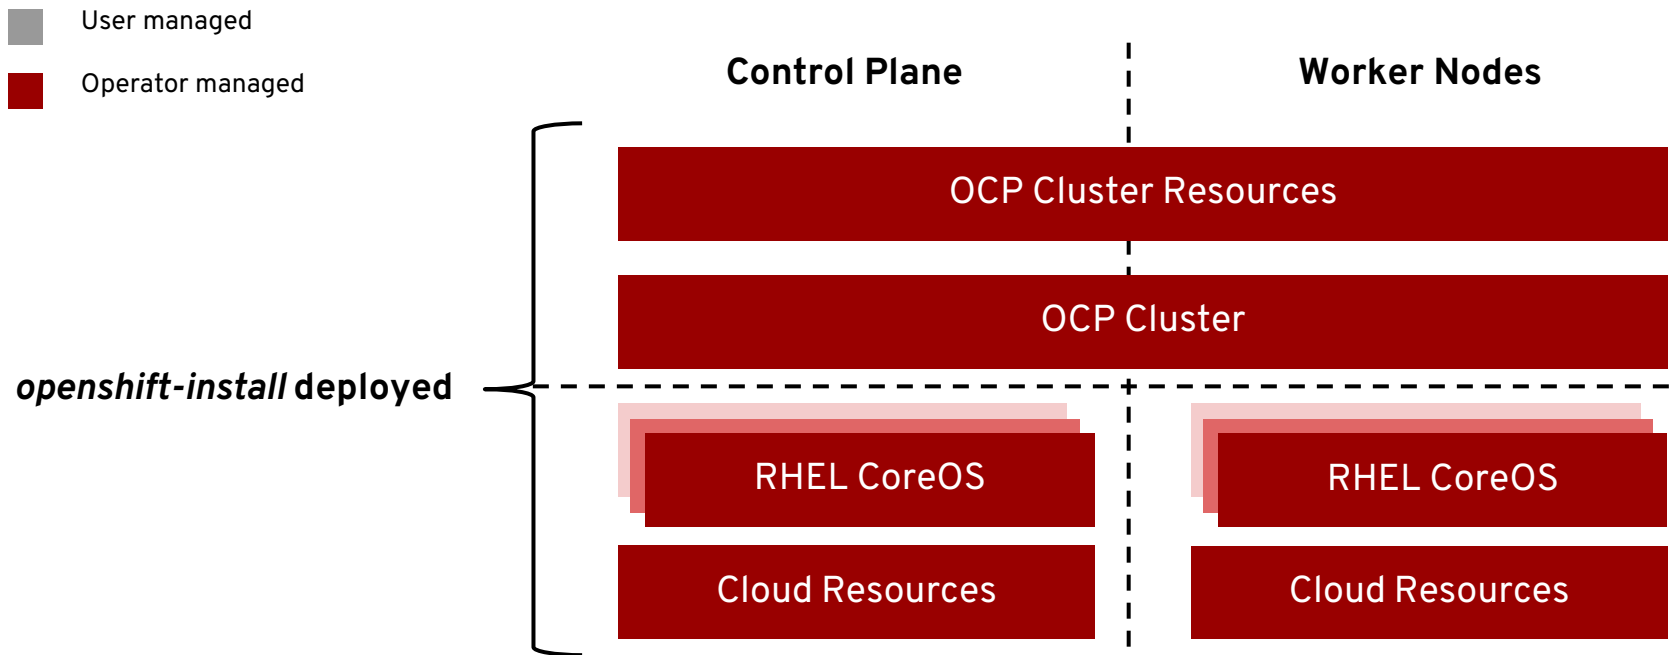 User managed
Operator managed
Control Plane
Worker Nodes
OCP Cluster Resources
OCP Cluster
openshift-install deployed
RHEL CoreOS
RHEL CoreOS
Cloud Resources
Cloud Resources